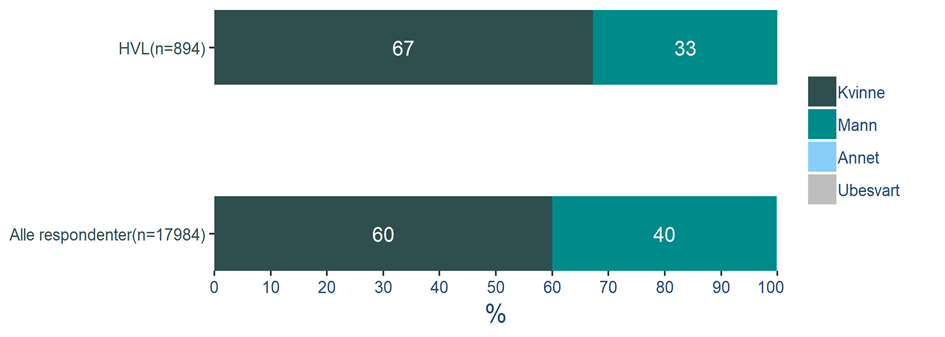 HVL(n=894)
67
33
Kvinne
Mann
Annet
Ubesvart
Alle respondenter(n=17984)
60
40
0 10 20 30 40 50 60 70 80 90 100
%